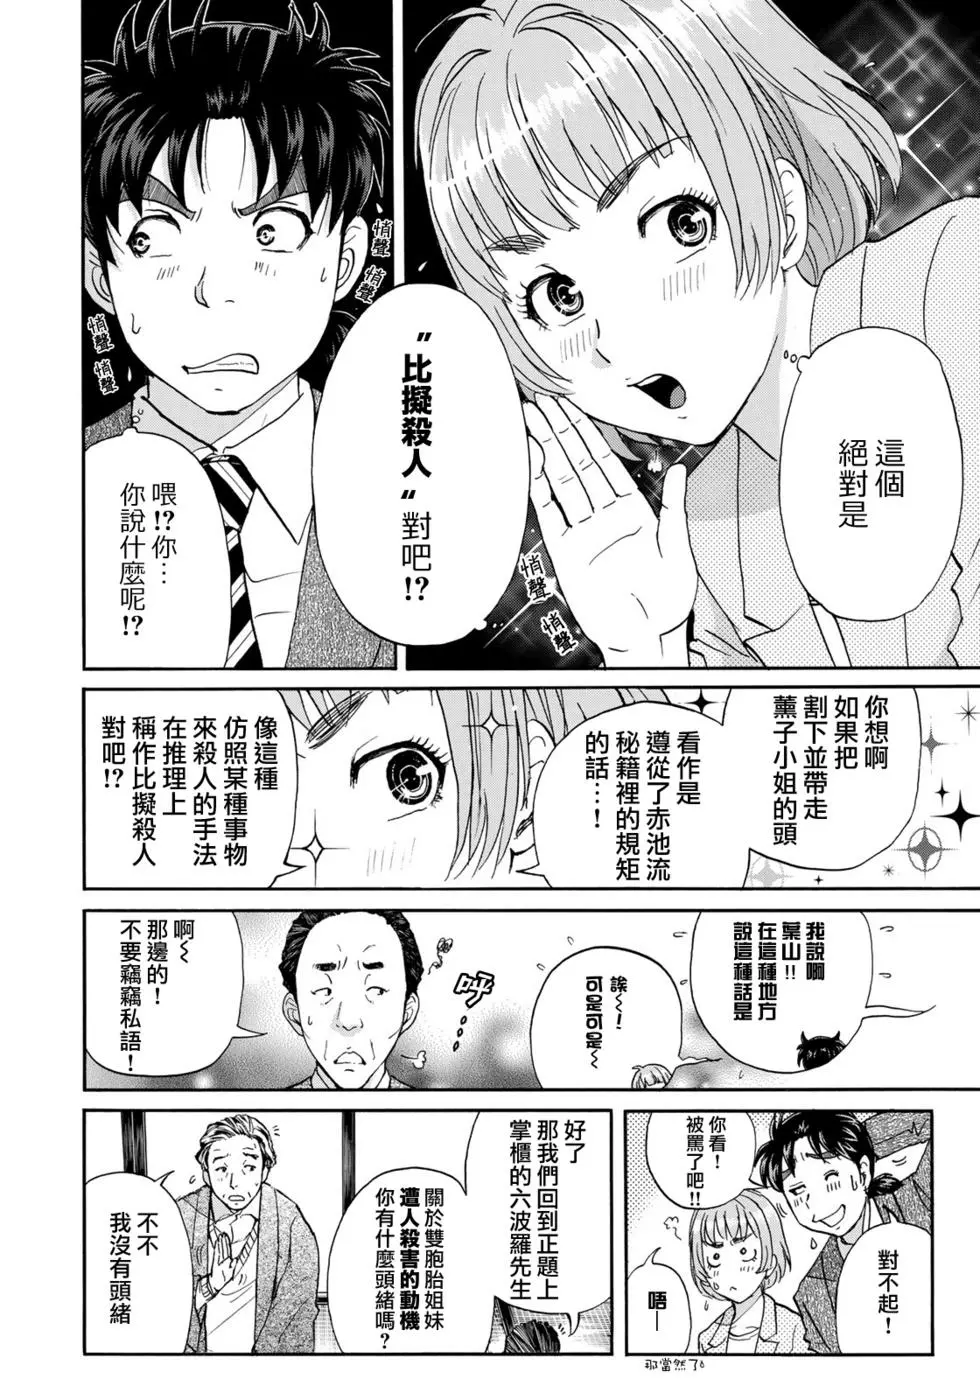 這個
絕對是
〝比擬殺人〞對吧!?
悄聲
悄聲
悄聲
悄聲
悄聲
悄聲
喂!?你…
你說什麼呢!?
你想啊
如果把
割下並帶走
薰子小姐的頭
看作是
遵從了赤池流
秘籍裡的規矩
的話…!
像這種
仿照某種事物
來殺人的手法
在推理上
稱作比擬殺人
對吧!?
我說啊
葉山!!
在這種地方
說這種話是
誒~!
可是可是~
呼…
啊~
那邊的!
不要竊竊私語!
對不起!
你看!
被罵了吧!!
唔—
那當然了。
好了
那我們回到正題上
掌櫃的六波羅先生
關於雙胞胎姐妹
遭人殺害的動機
你有什麼頭緒嗎?
不不
我沒有頭緒